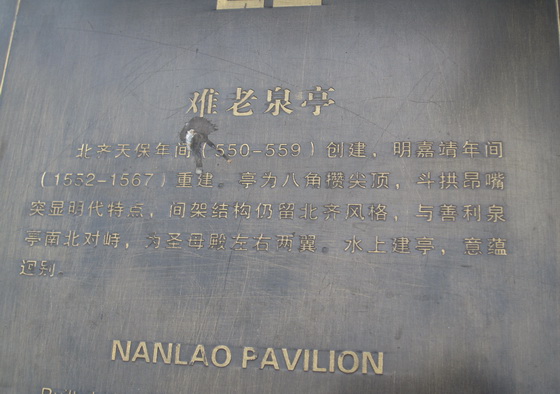 难老泉亭
北齐天保年间（550-559）创建，明嘉靖年间
（1552-1567）重建。亭为八角攒尖顶，斗拱昂嘴
突显明代特点，间架结构仍留北齐风格，与善利泉
亭南北对峙，为圣母殿左右两翼。水上建亭，意蕴
迥别。
NANLAO PAVILION